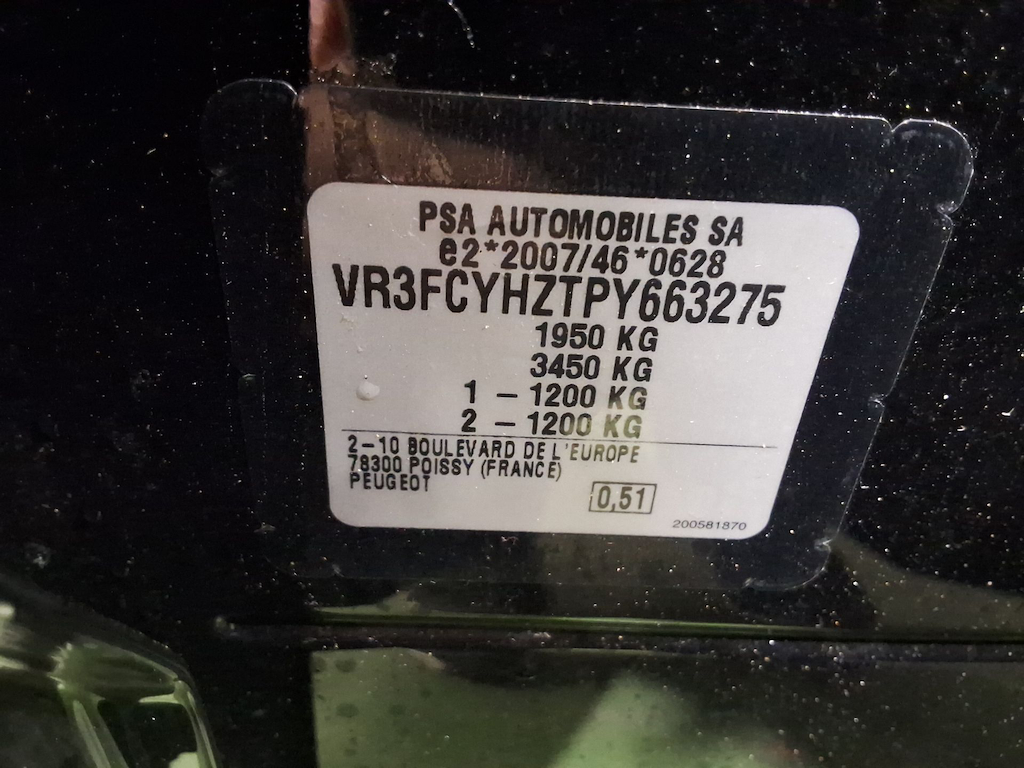 PSA AUTOMOBILES SA
e2*2007/46*0628
VR3FCYHZTPY663275
1950 KG
3450 KG
1 – 1200 KG
2 – 1200 KG
2–10 BOULEVARD DE L'EUROPE
78300 POISSY (FRANCE)
PEUGEOT
0,51
200581870